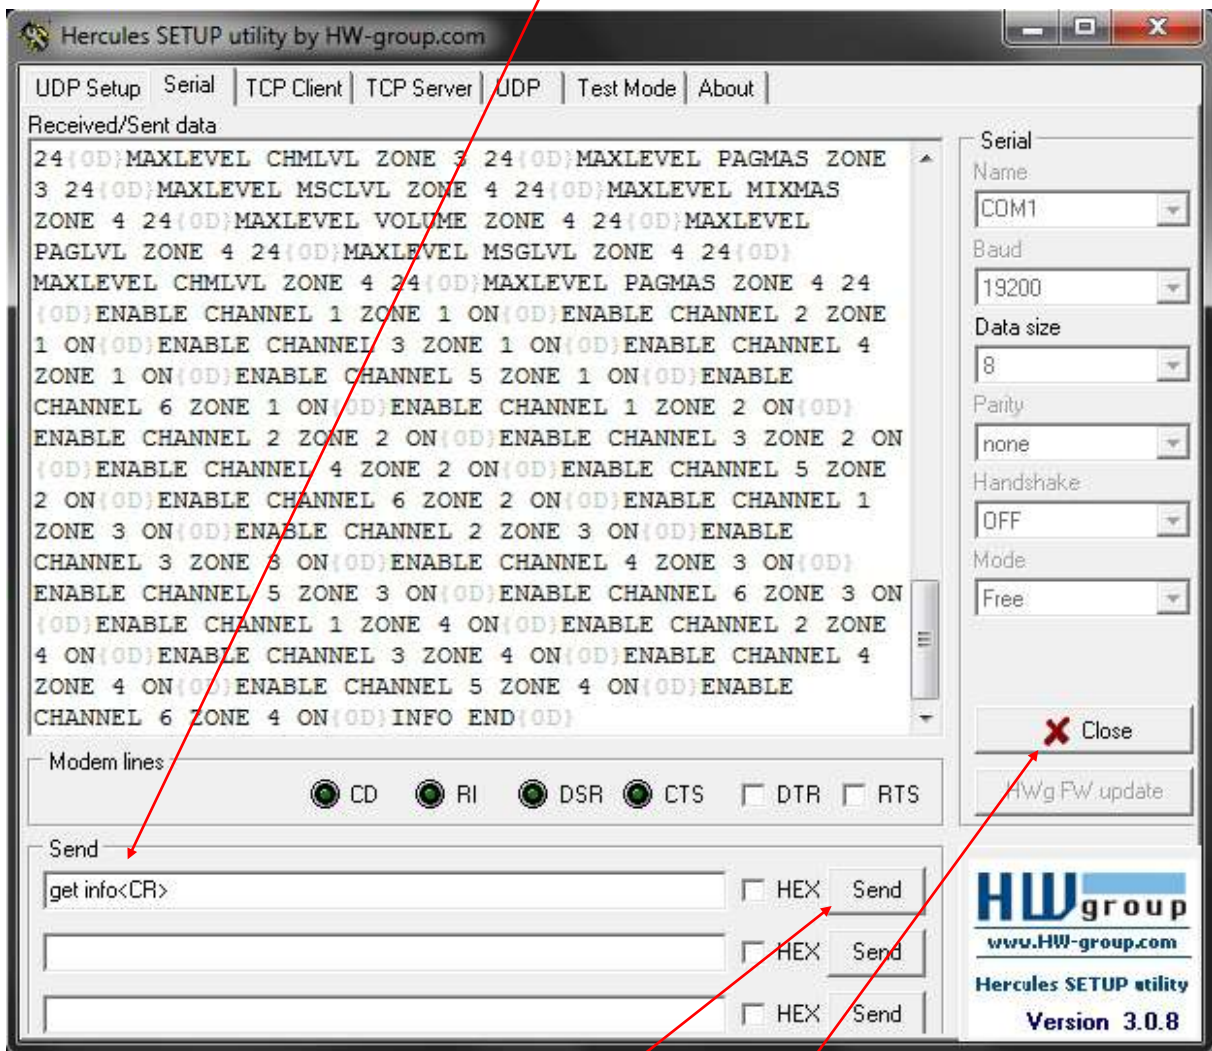 Hercules SETUP utility by HW-group.com
UDP Setup Serial TCP Client TCP Server UDP Test Mode About
Received/Sent data
24{0D}MAXLEVEL CHMLVL ZONE 3 24{0D}MAXLEVEL PAGMAS ZONE
3 24{0D}MAXLEVEL MSCLVL ZONE 4 24{0D}MAXLEVEL MIXMAS
ZONE 4 24{0D}MAXLEVEL VOLUME ZONE 4 24{0D}MAXLEVEL
PAGLVL ZONE 4 24{0D}MAXLEVEL MSGLVL ZONE 4 24{0D}
MAXLEVEL CHMLVL ZONE 4 24{0D}MAXLEVEL PAGMAS ZONE 4 24
{0D}ENABLE CHANNEL 1 ZONE 1 ON{0D}ENABLE CHANNEL 2 ZONE
1 ON{0D}ENABLE CHANNEL 3 ZONE 1 ON{0D}ENABLE CHANNEL 4
ZONE 1 ON{0D}ENABLE CHANNEL 5 ZONE 1 ON{0D}ENABLE
CHANNEL 6 ZONE 1 ON{0D}ENABLE CHANNEL 1 ZONE 2 ON{0D}
ENABLE CHANNEL 2 ZONE 2 ON{0D}ENABLE CHANNEL 3 ZONE 2 ON
{0D}ENABLE CHANNEL 4 ZONE 2 ON{0D}ENABLE CHANNEL 5 ZONE
2 ON{0D}ENABLE CHANNEL 6 ZONE 2 ON{0D}ENABLE CHANNEL 1
ZONE 3 ON{0D}ENABLE CHANNEL 2 ZONE 3 ON{0D}ENABLE
CHANNEL 3 ZONE 3 ON{0D}ENABLE CHANNEL 4 ZONE 3 ON{0D}
ENABLE CHANNEL 5 ZONE 3 ON{0D}ENABLE CHANNEL 6 ZONE 3 ON
{0D}ENABLE CHANNEL 1 ZONE 4 ON{0D}ENABLE CHANNEL 2 ZONE
4 ON{0D}ENABLE CHANNEL 3 ZONE 4 ON{0D}ENABLE CHANNEL 4
ZONE 4 ON{0D}ENABLE CHANNEL 5 ZONE 4 ON{0D}ENABLE
CHANNEL 6 ZONE 4 ON{0D}INFO END{0D}
Modem lines
CD RI DSR CTS DTR RTS
Send
get info<CR> HEX Send
HEX Send
HEX Send
Serial
Name
COM1
Baud
19200
Data size
8
Parity
none
Handshake
OFF
Mode
Free
Close
HWg FW update
HW group
www.HW-group.com
Hercules SETUP utility
Version 3.0.8